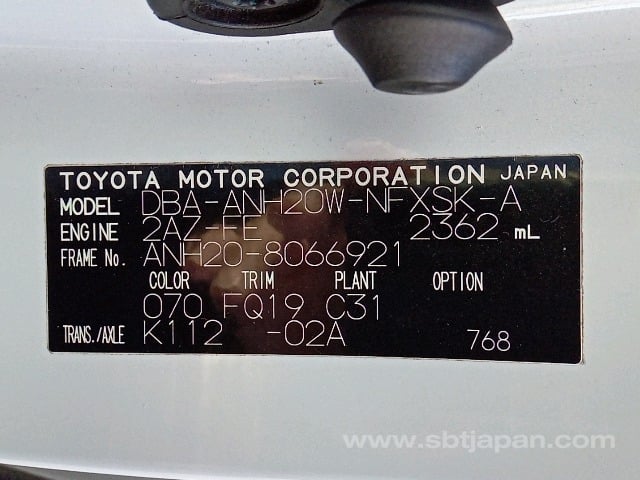 TOYOTA MOTOR CORPORATION JAPAN
MODEL DBA-ANH20W-NFXSK-A
ENGINE 2AZ-FE 2362 mL
FRAME No. ANH20-8066921
COLOR TRIM PLANT OPTION
070 FQ19 C31
TRANS./AXLE K112 -02A 768
www.sbtjapan.com